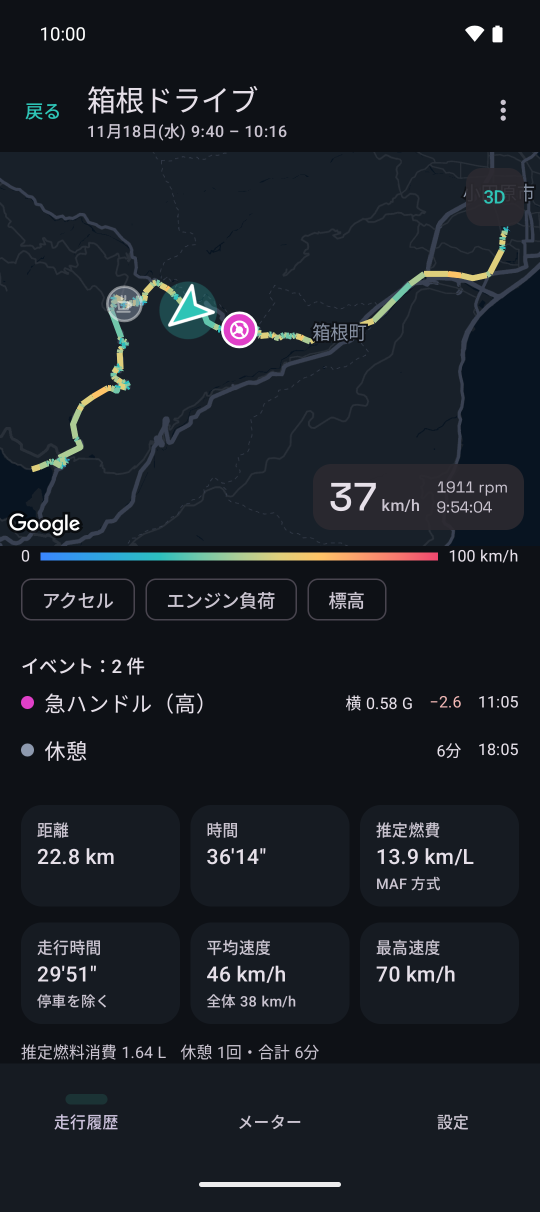 10:00
戻る
箱根ドライブ
11月18日(水) 9:40 – 10:16
3D
箱根町
37 km/h
1911 rpm
9:54:04
Google
0
100 km/h
アクセル
エンジン負荷
標高
イベント：2 件
急ハンドル（高） 横 0.58 G −2.6 11:05
休憩 6分 18:05
距離
22.8 km
時間
36'14"
推定燃費
13.9 km/L
MAF 方式
走行時間
29'51"
停車を除く
平均速度
46 km/h
全体 38 km/h
最高速度
70 km/h
推定燃料消費 1.64 L 休憩 1回・合計 6分
走行履歴
メーター
設定